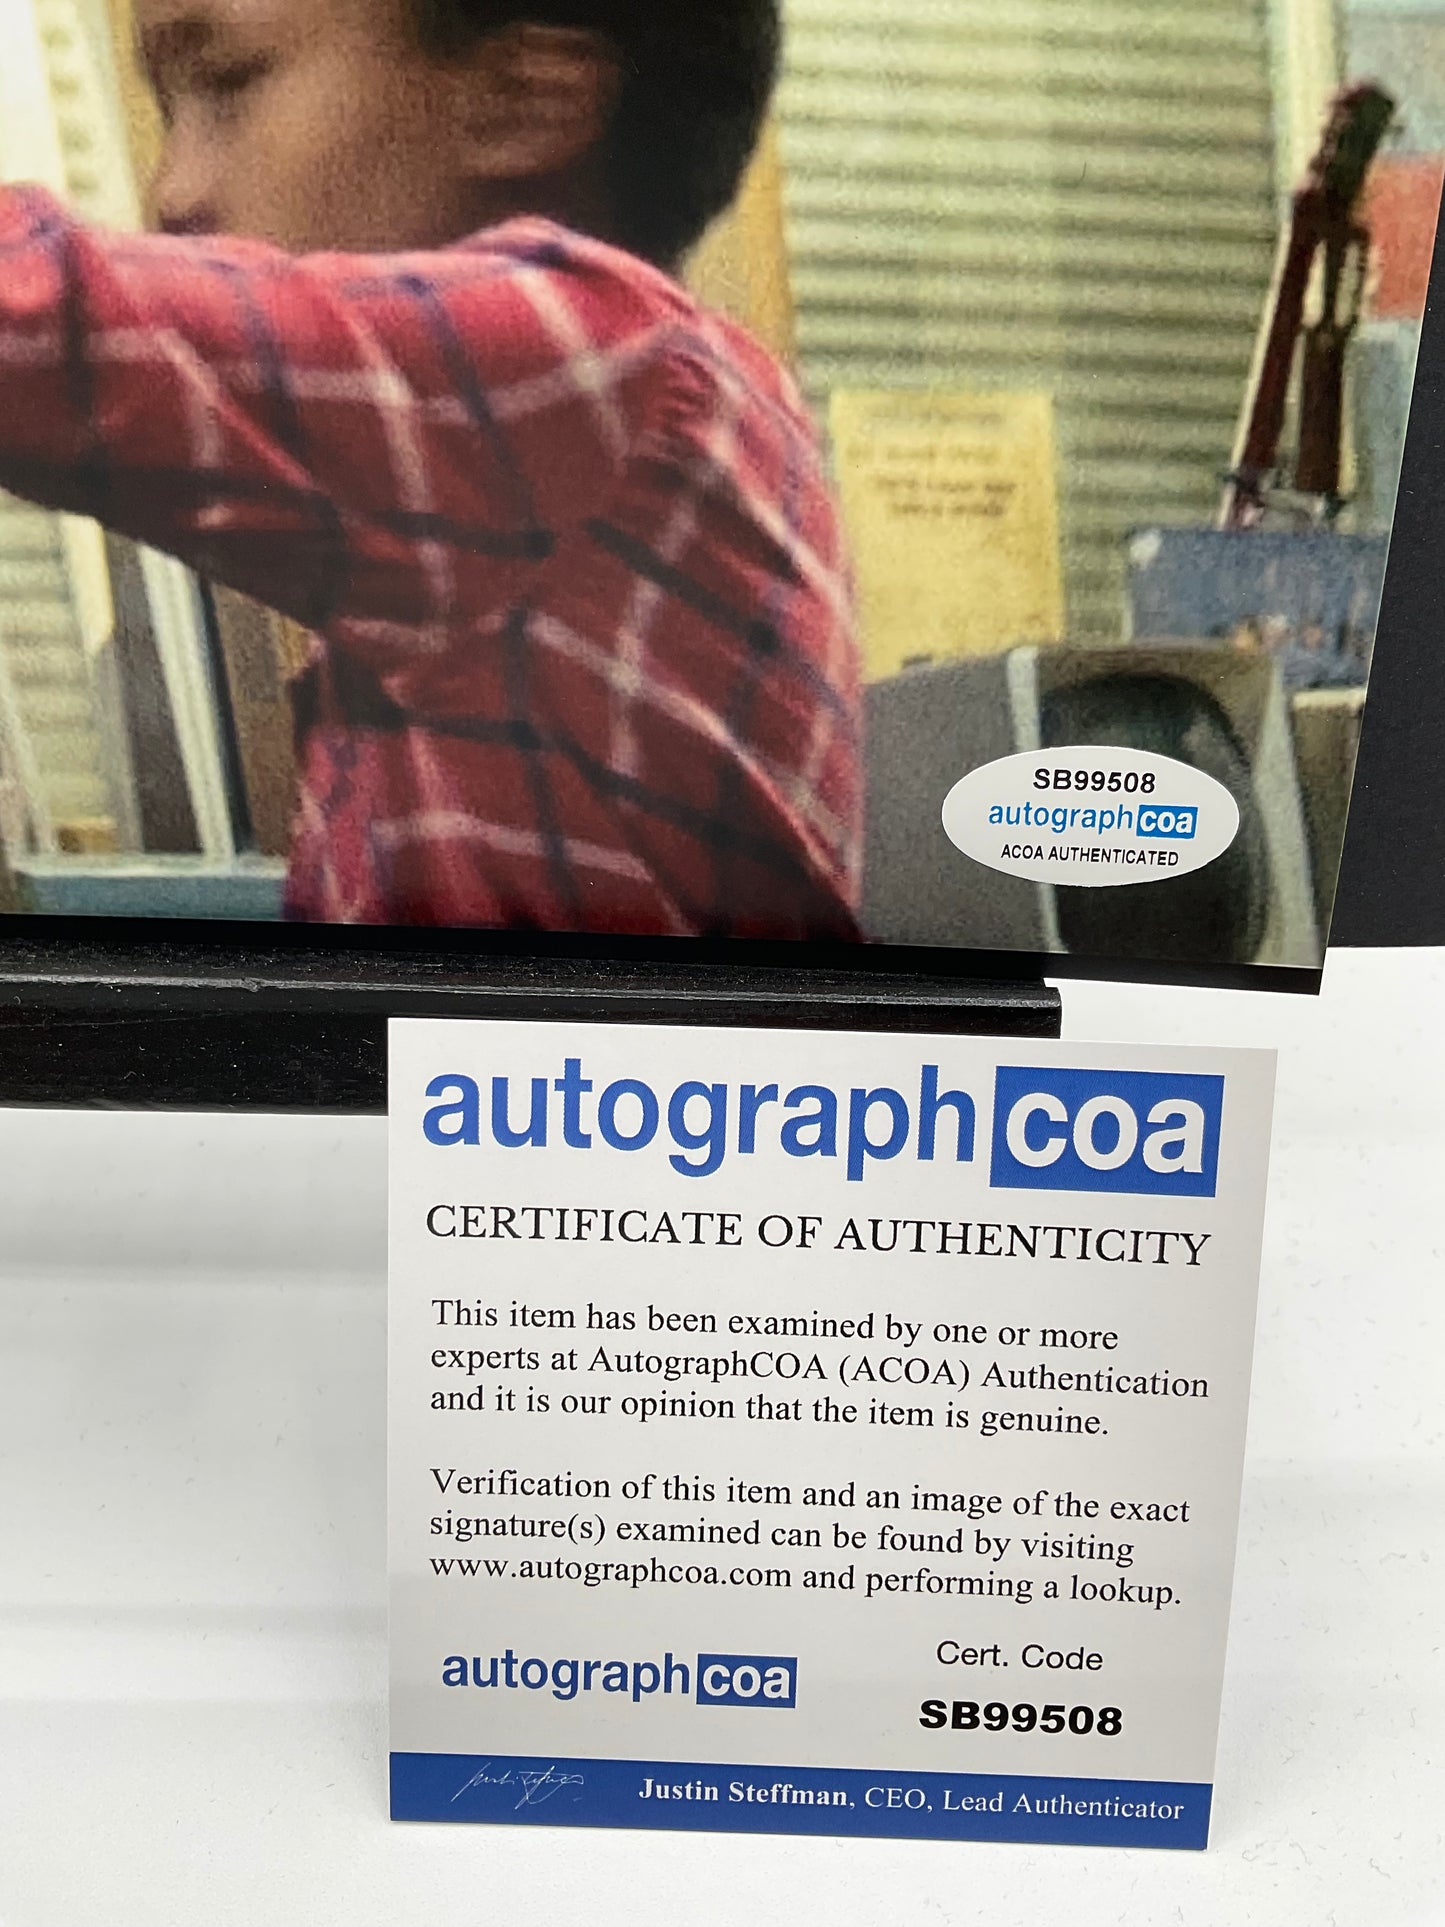 SB99508
autographcoa
ACOA AUTHENTICATED
autographcoa
CERTIFICATE OF AUTHENTICITY
This item has been examined by one or more
experts at AutographCOA (ACOA) Authentication
and it is our opinion that the item is genuine.
Verification of this item and an image of the exact
signature(s) examined can be found by visiting
www.autographcoa.com and performing a lookup.
autographcoa
Cert. Code
SB99508
Justin Steffman, CEO, Lead Authenticator